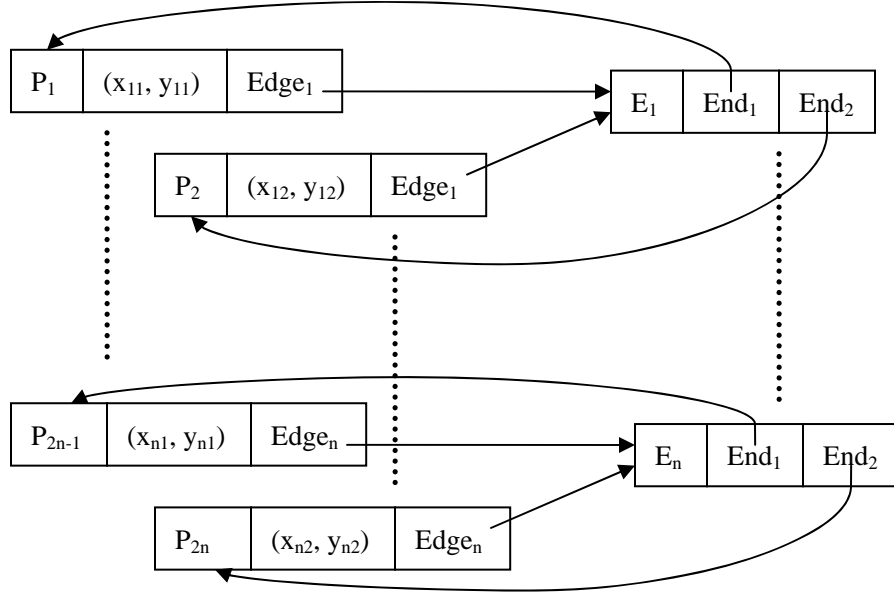 P₁ (x₁₁, y₁₁) Edge₁
E₁ End₁ End₂
P₂ (x₁₂, y₁₂) Edge₁
P₂ₙ₋₁ (xₙ₁, yₙ₁) Edgeₙ
Eₙ End₁ End₂
P₂ₙ (xₙ₂, yₙ₂) Edgeₙ